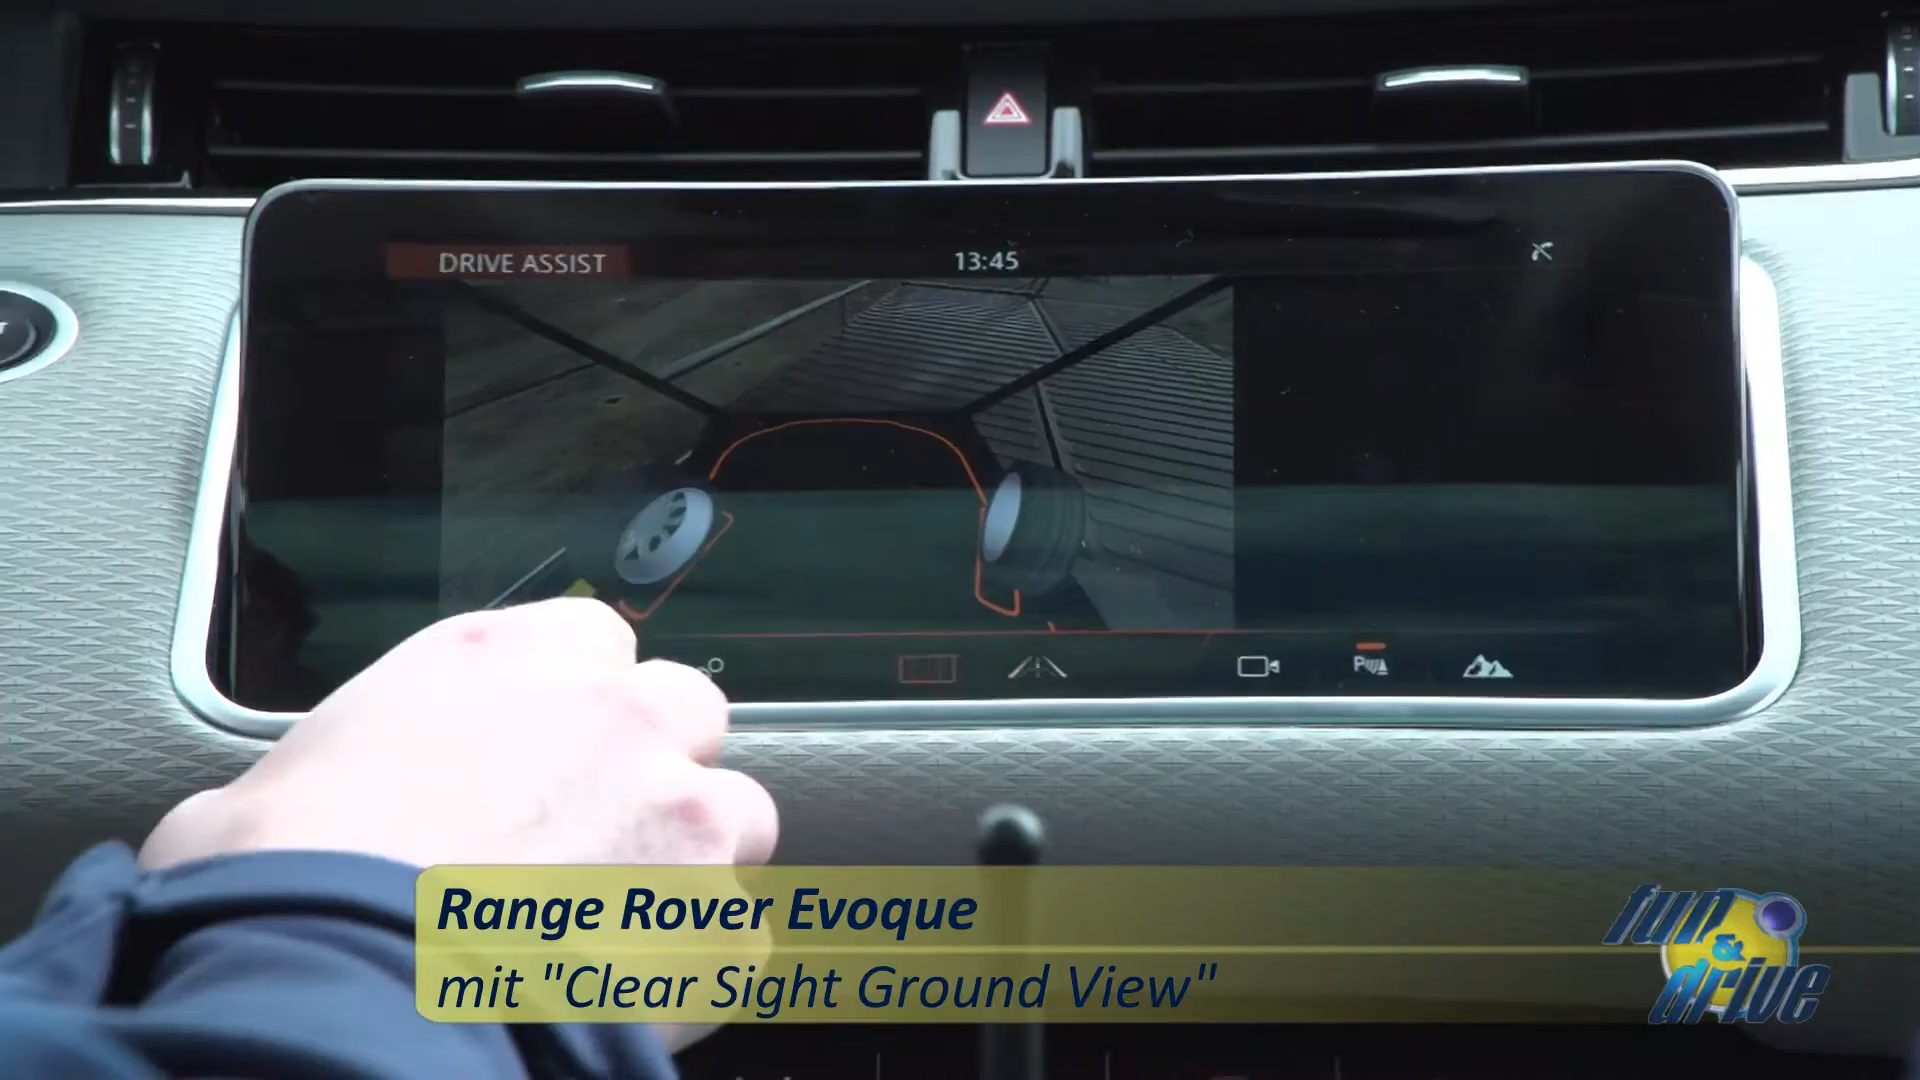 DRIVE ASSIST
13:45
P
Range Rover Evoque
mit "Clear Sight Ground View"
fun
&
drive